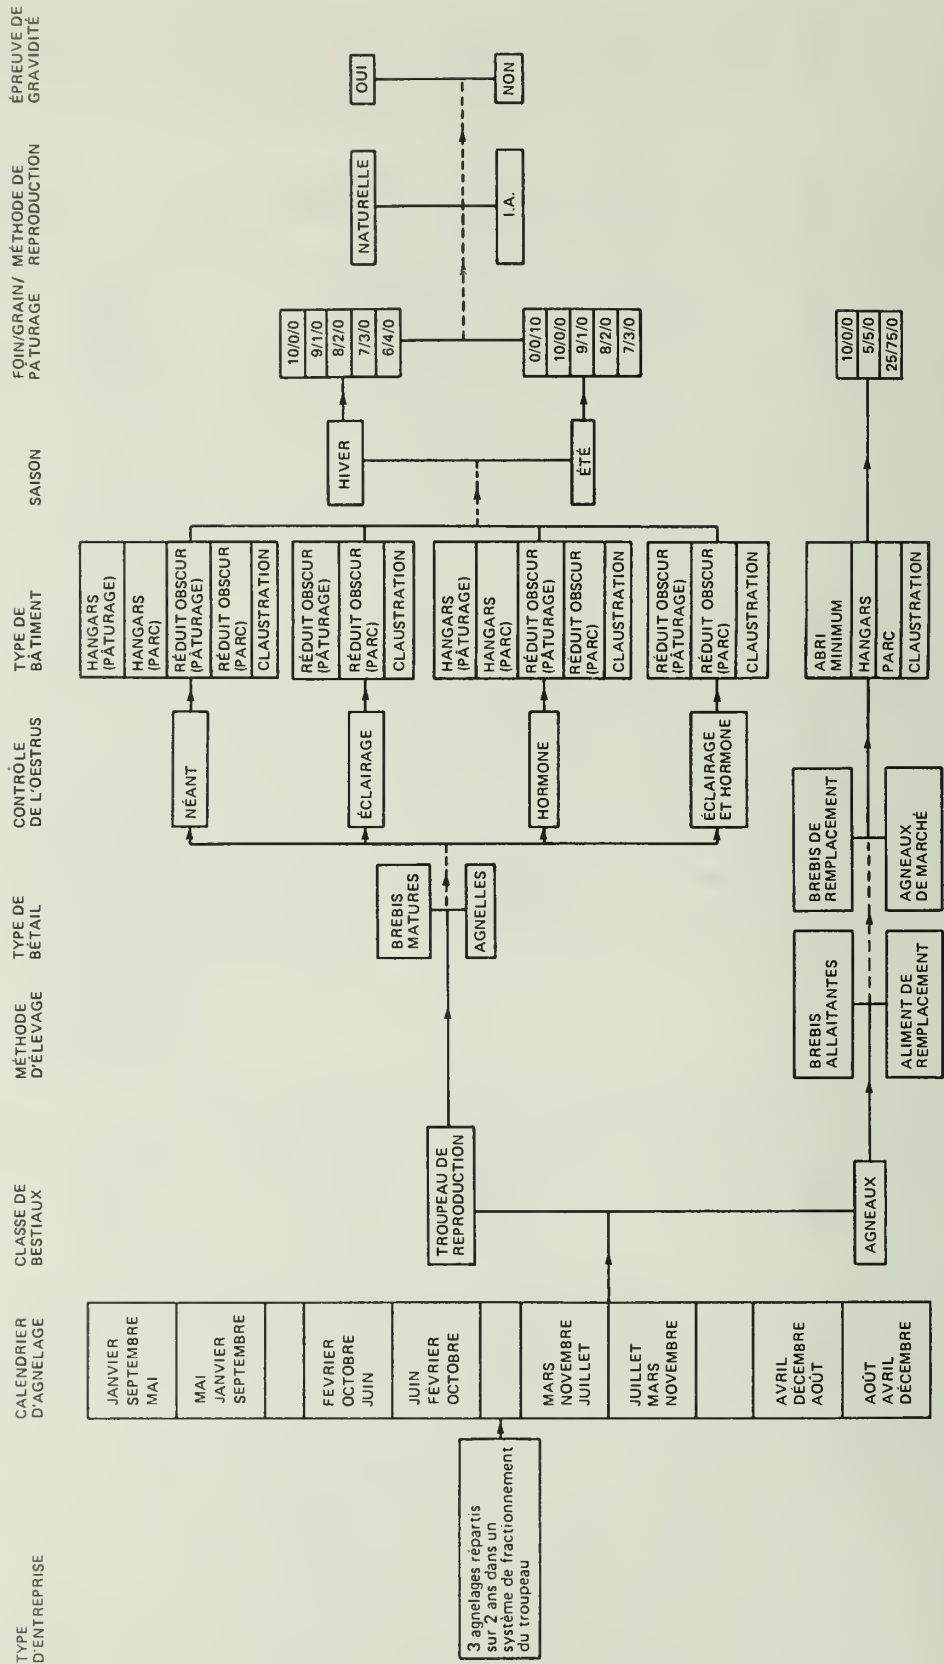 TYPE
D'ENTREPRISE
CALENDRIER
D'AGNELAGE
CLASSE DE
BESTIAUX
MÉTHODE
D'ÉLEVAGE
TYPE DE
BÉTAIL
CONTRÔLE
DE L'OESTRUS
TYPE DE
BÂTIMENT
SAISON
FOIN/GRAIN/
PÂTURAGE
MÉTHODE DE
REPRODUCTION
ÉPREUVE DE
GRAVIDITÉ
3 agnelages répartis
sur 2 ans dans un
système de fractionnement
du troupeau
JANVIER
SEPTEMBRE
MAI
MAI
JANVIER
SEPTEMBRE
FEVRIER
OCTOBRE
JUIN
JUIN
FÉVRIER
OCTOBRE
MARS
NOVEMBRE
JUILLET
JUILLET
MARS
NOVEMBRE
AVRIL
DÉCEMBRE
AOÛT
AOÚT
AVRIL
DÉCEMBRE
TROUPEAU DE
REPRODUCTION
AGNEAUX
BREBIS
MATURES
AGNELLES
NÉANT
ÉCLAIRAGE
HORMONE
ÉCLAIRAGE
ET HORMONE
HANGARS
(PÂTURAGE)
HANGARS
(PARC)
RÉDUIT OBSCUR
(PÂTURAGE)
RÉDUIT OBSCUR
(PARC)
CLAUSTRATION
RÉDUIT OBSCUR
(PÂTURAGE)
RÉDUIT OBSCUR
(PARC)
CLAUSTRATION
HANGARS
(PÂTURAGE)
HANGARS
(PARC)
RÉDUIT OBSCUR
(PÂTURAGE)
RÉDUIT OBSCUR
(PARC)
CLAUSTRATION
RÉDUIT OBSCUR
(PÂTURAGE)
RÉDUIT OBSCUR
(PARC)
CLAUSTRATION
HIVER
ÉTÉ
10/0/0
9/1/0
8/2/0
7/3/0
6/4/0
0/0/10
10/0/0
9/1/0
8/2/0
7/3/0
NATURELLE
I.A.
OUI
NON
BREBIS
ALLAITANTES
ALIMENT DE
REMPLACEMENT
BREBIS DE
REMPLACEMENT
AGNEAUX
DE MARCHÉ
ABRI
MINIMUM
HANGARS
PARC
CLAUSTRATION
10/0/0
5/5/0
25/75/0